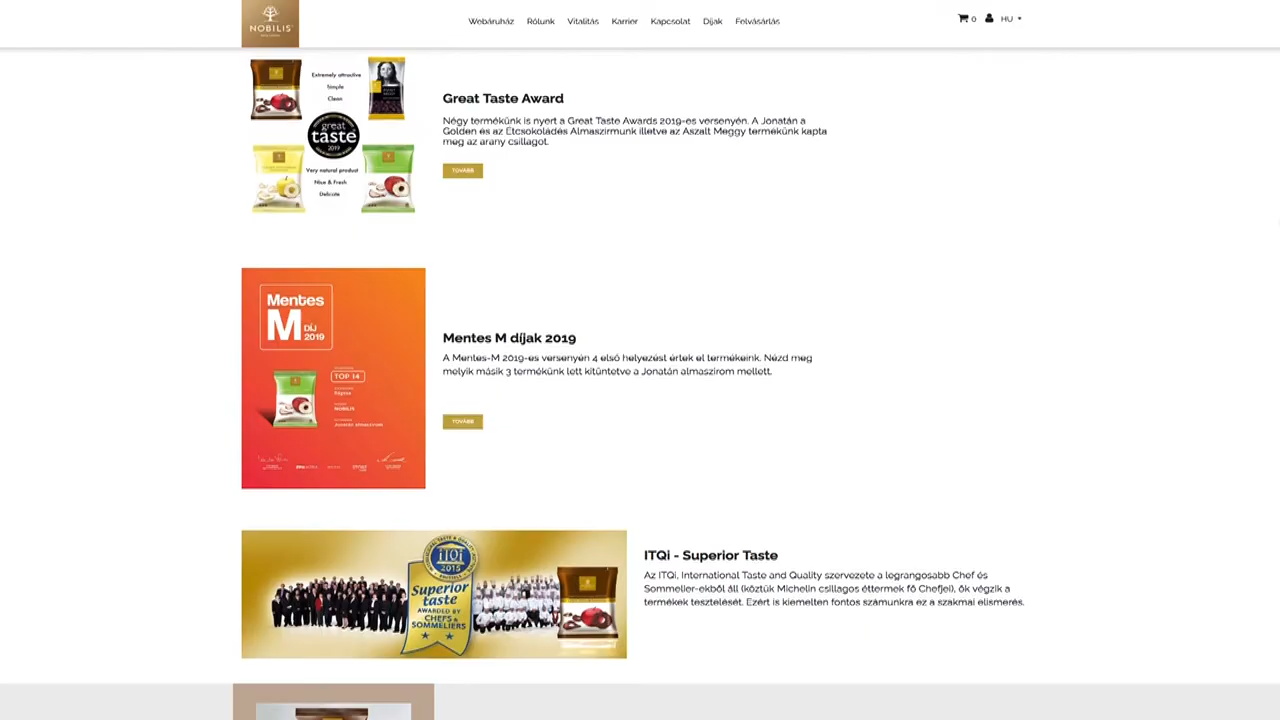 NOBILIS
Webáruház Rólunk Vitalitás Karrier Kapcsolat Díjak Felvásárlás
0 HU
Extremely attractive
Simple
Clean
great
taste
2019
Very natural product
Nice & Fresh
Delicate
Great Taste Award
Négy termékünk is nyert a Great Taste Awards 2019-es versenyén. A Jonatán a
Golden és az Étcsokoládés Almaszirmunk illetve az Aszalt Meggy termékünk kapta
meg az arany csillagot.
TOVÁBB
Mentes
M DÍJ
2019
TOP 14
NOBILIS
Jonatán almaszirom
Mentes M díjak 2019
A Mentes-M 2019-es versenyén 4 első helyezést értek el termékeink. Nézd meg
melyik másik 3 termékünk lett kitüntetve a Jonatán almaszirom mellett.
TOVÁBB
iTQi
2015
Superior
taste
AWARDED BY
CHEFS &
SOMMELIERS
ITQi - Superior Taste
Az ITQi, International Taste and Quality szervezete a legrangosabb Chef és
Sommelier-ekből áll (köztük Michelin csillagos éttermek fő Chefjei), ők végzik a
termékek tesztelését. Ezért is kiemelten fontos számunkra ez a szakmai elismerés.